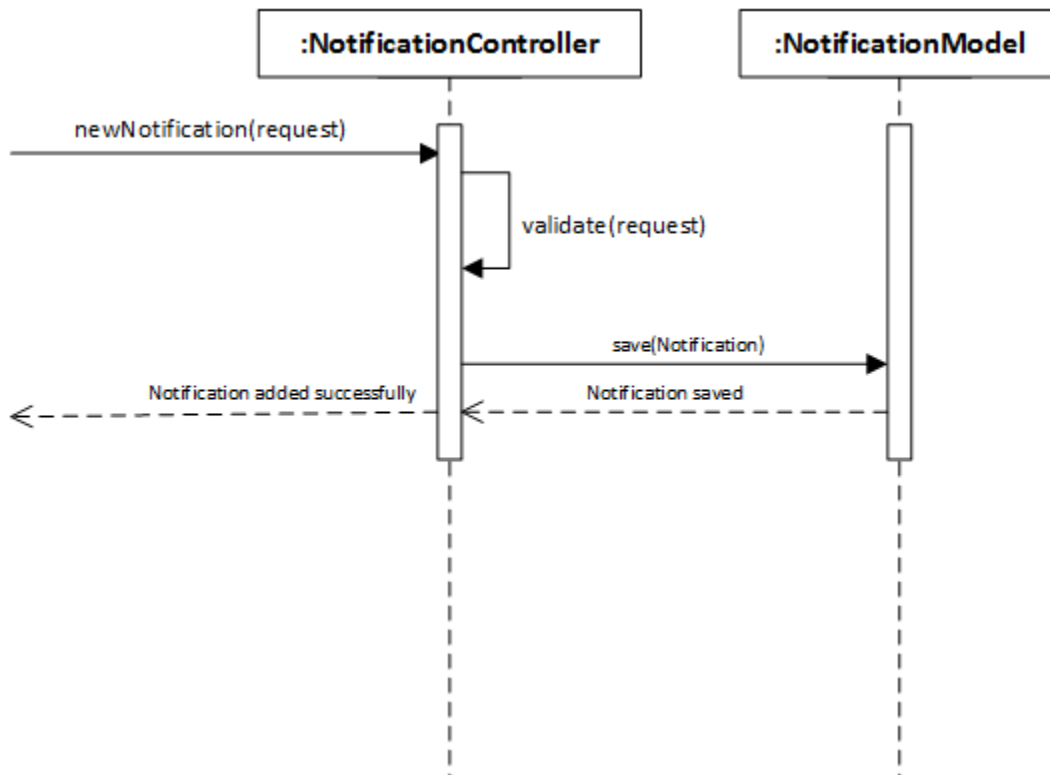 :NotificationController
:NotificationModel
newNotification(request)
validate(request)
save(Notification)
Notification added successfully
Notification saved